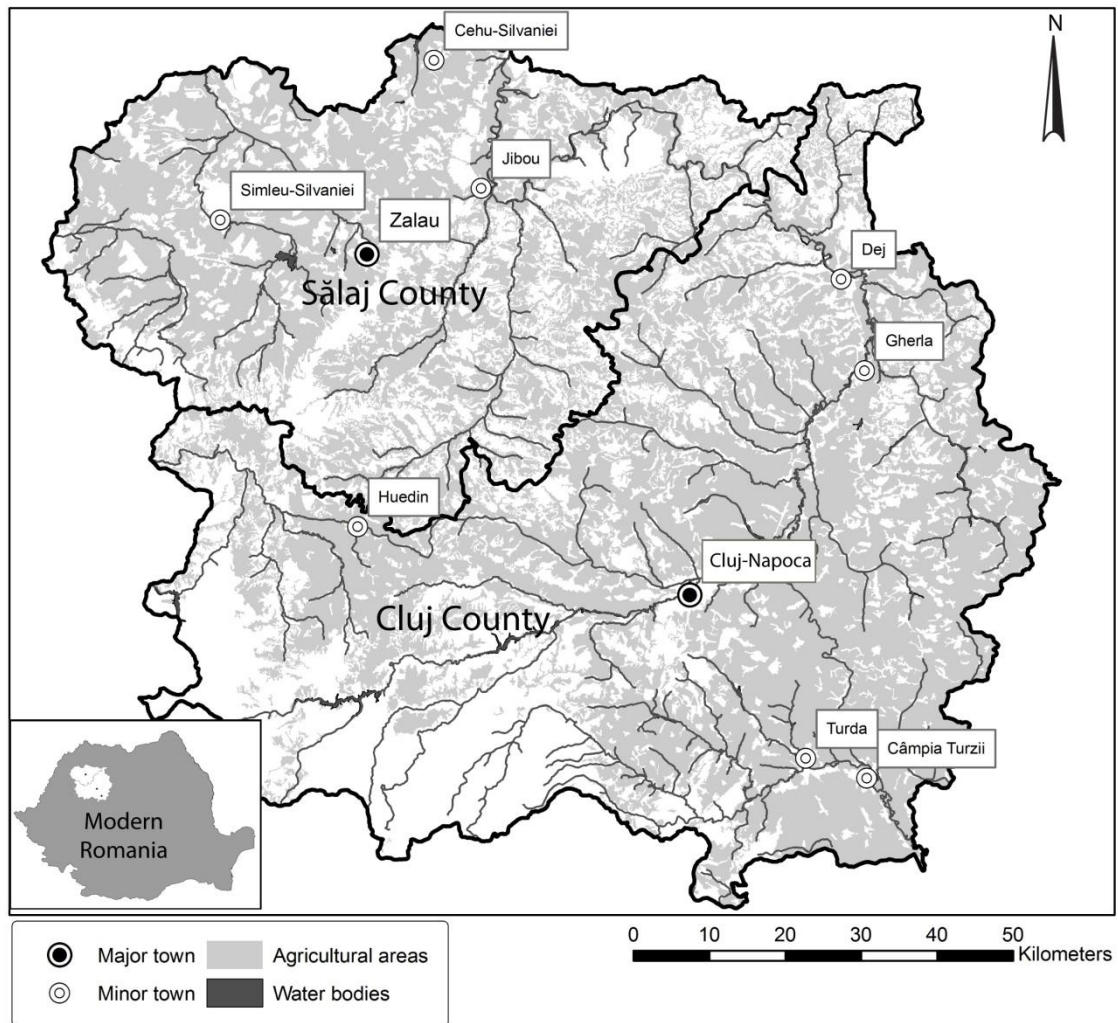 N
Cehu-Silvaniei
Jibou
Simleu-Silvaniei
Zalau
Sălaj County
Dej
Gherla
Huedin
Cluj-Napoca
Cluj County
Turda
Câmpia Turzii
Modern
Romania
Major town
Agricultural areas
Minor town
Water bodies
0 10 20 30 40 50
Kilometers